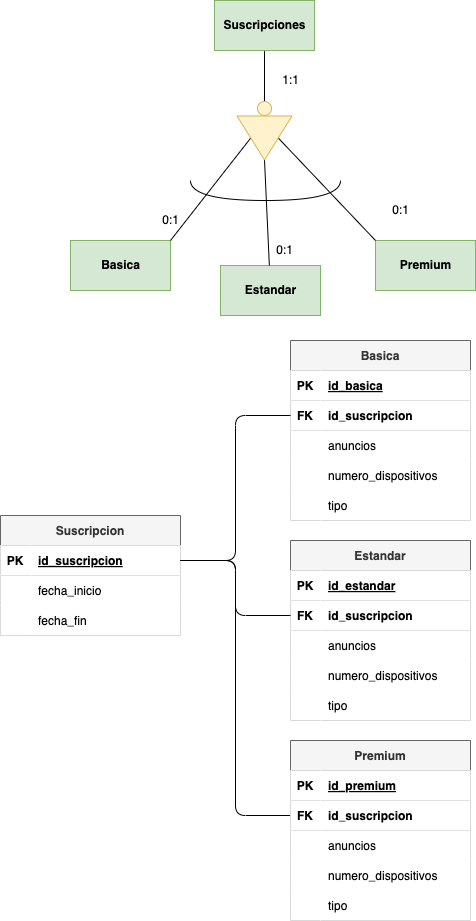 Suscripciones
1:1
0:1
0:1
0:1
Basica
Estandar
Premium
Basica
PK id_basica
FK id_suscripcion
anuncios
numero_dispositivos
tipo
Suscripcion
PK id_suscripcion
fecha_inicio
fecha_fin
Estandar
PK id_estandar
FK id_suscripcion
anuncios
numero_dispositivos
tipo
Premium
PK id_premium
FK id_suscripcion
anuncios
numero_dispositivos
tipo